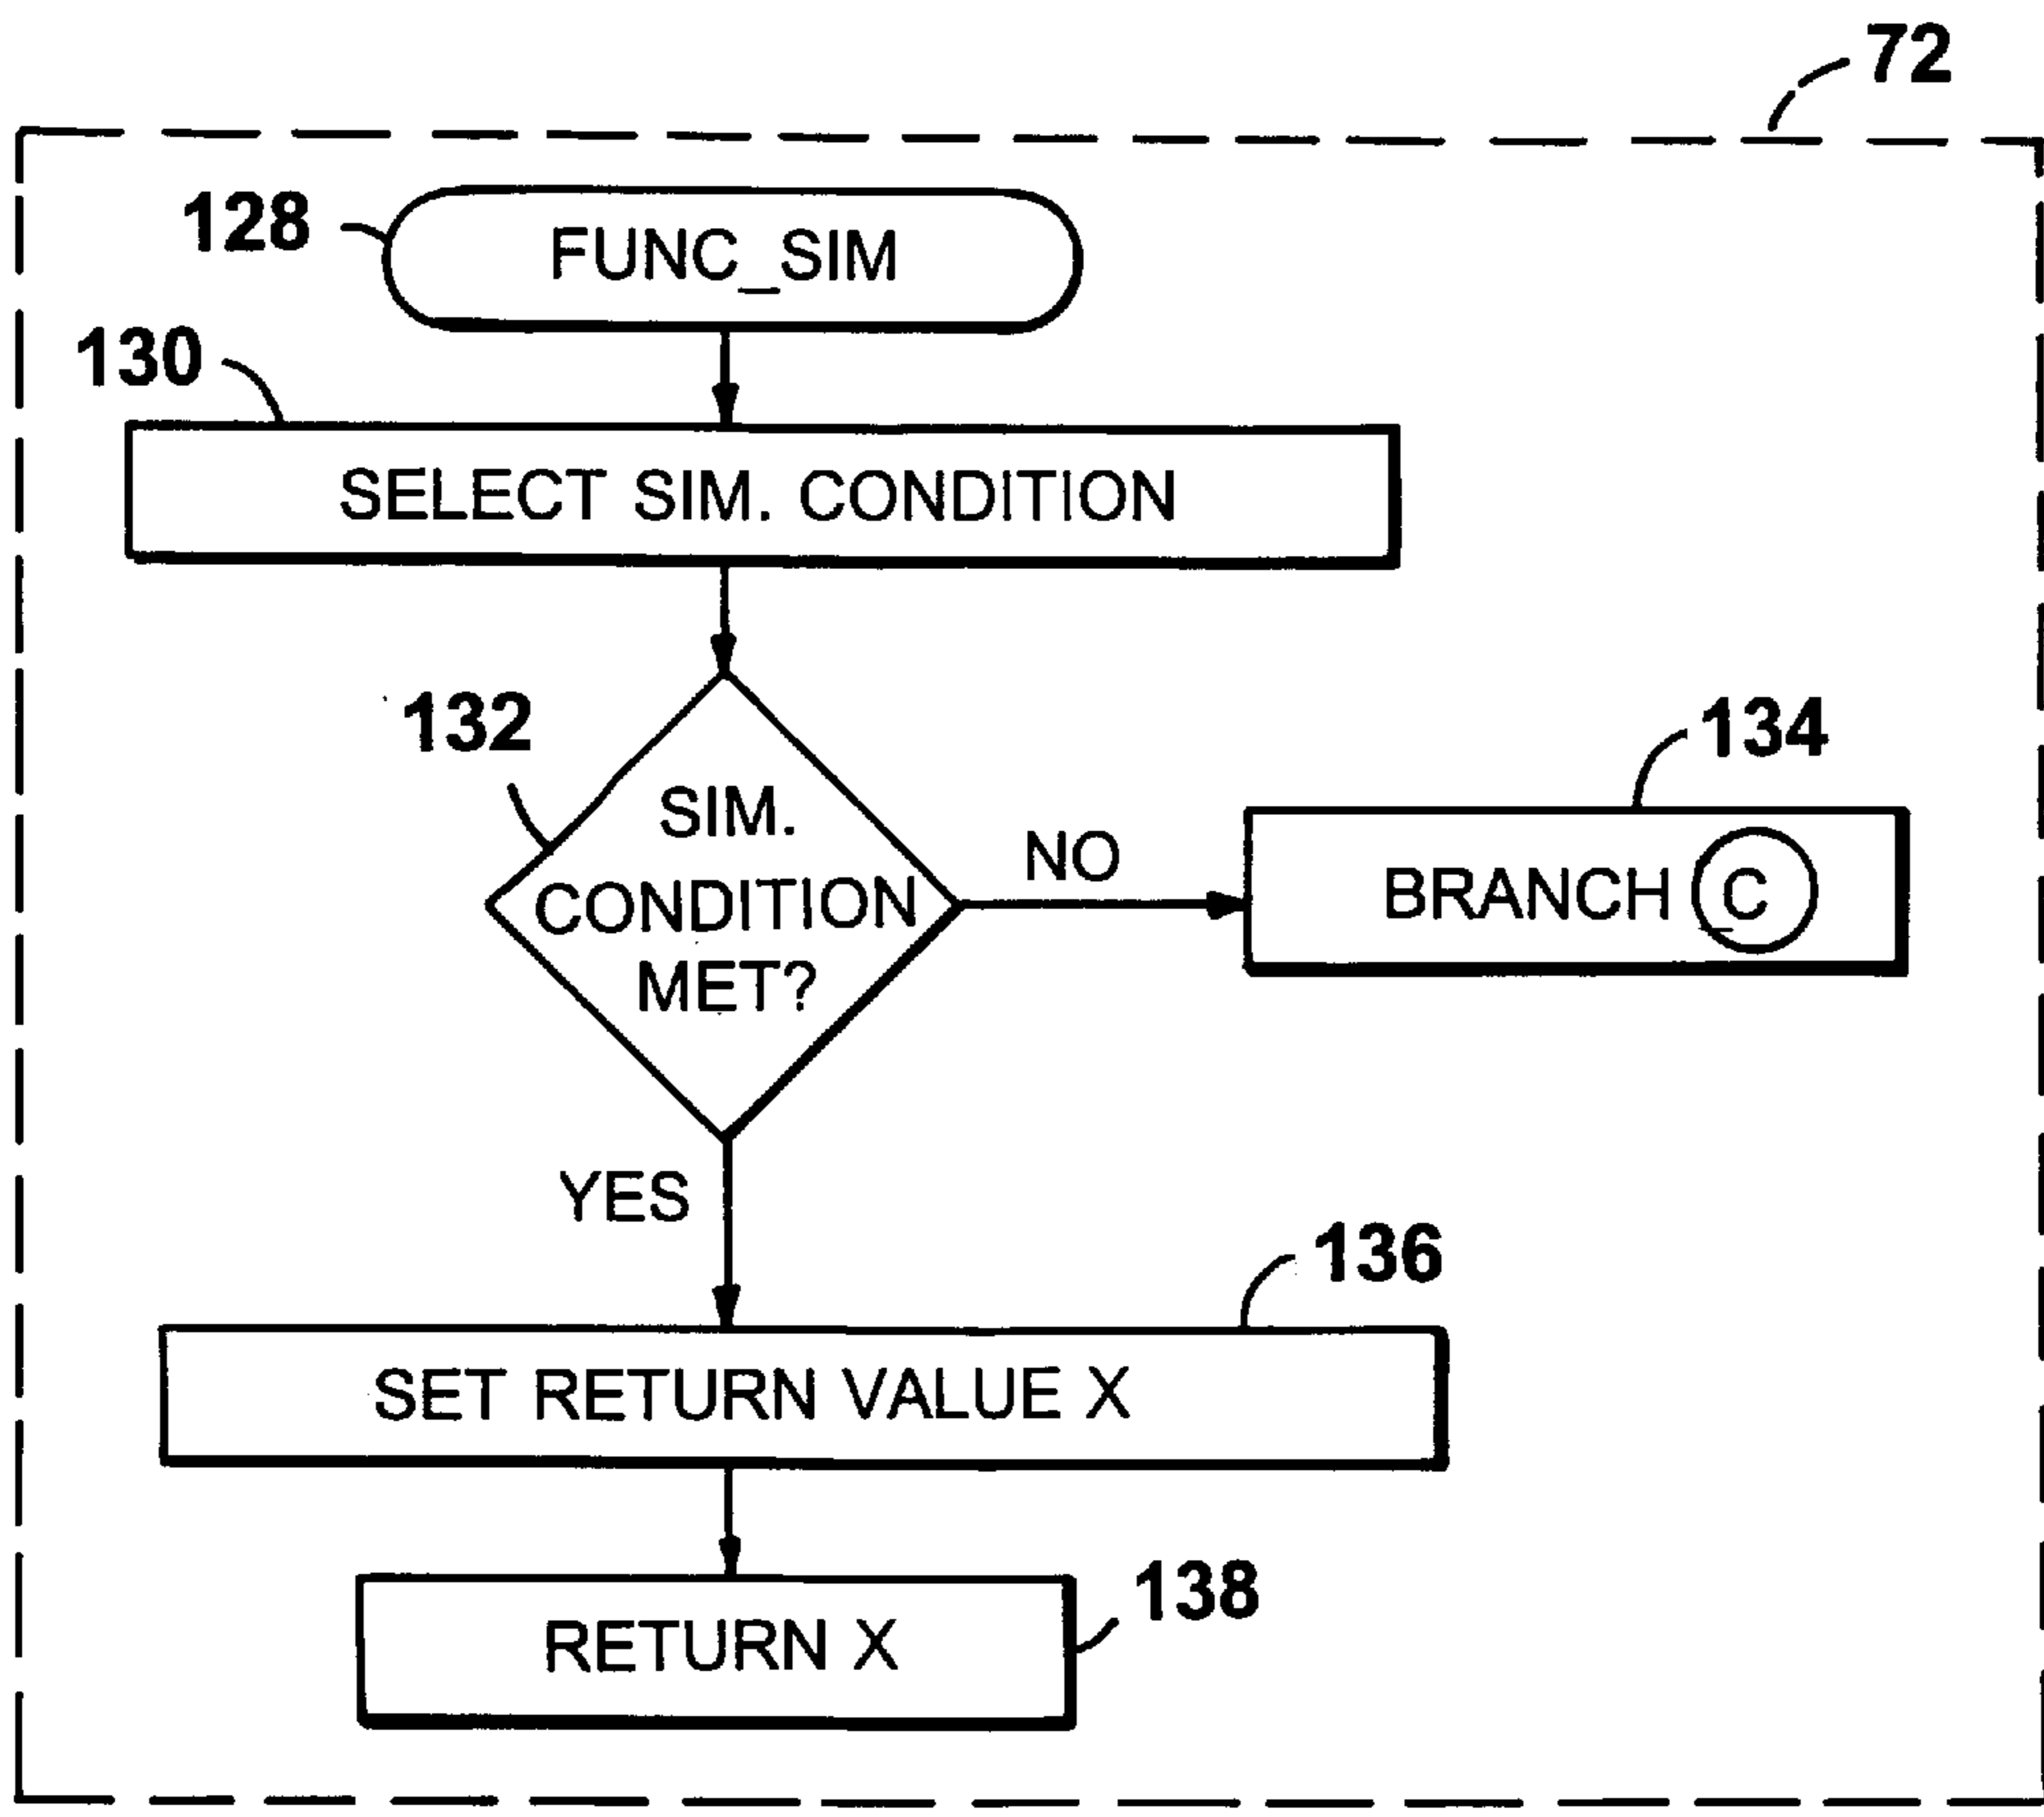 72
128
FUNC_SIM
130
SELECT SIM. CONDITION
132
SIM.
CONDITION
MET?
NO
134
BRANCH C
YES
136
SET RETURN VALUE X
RETURN X
138